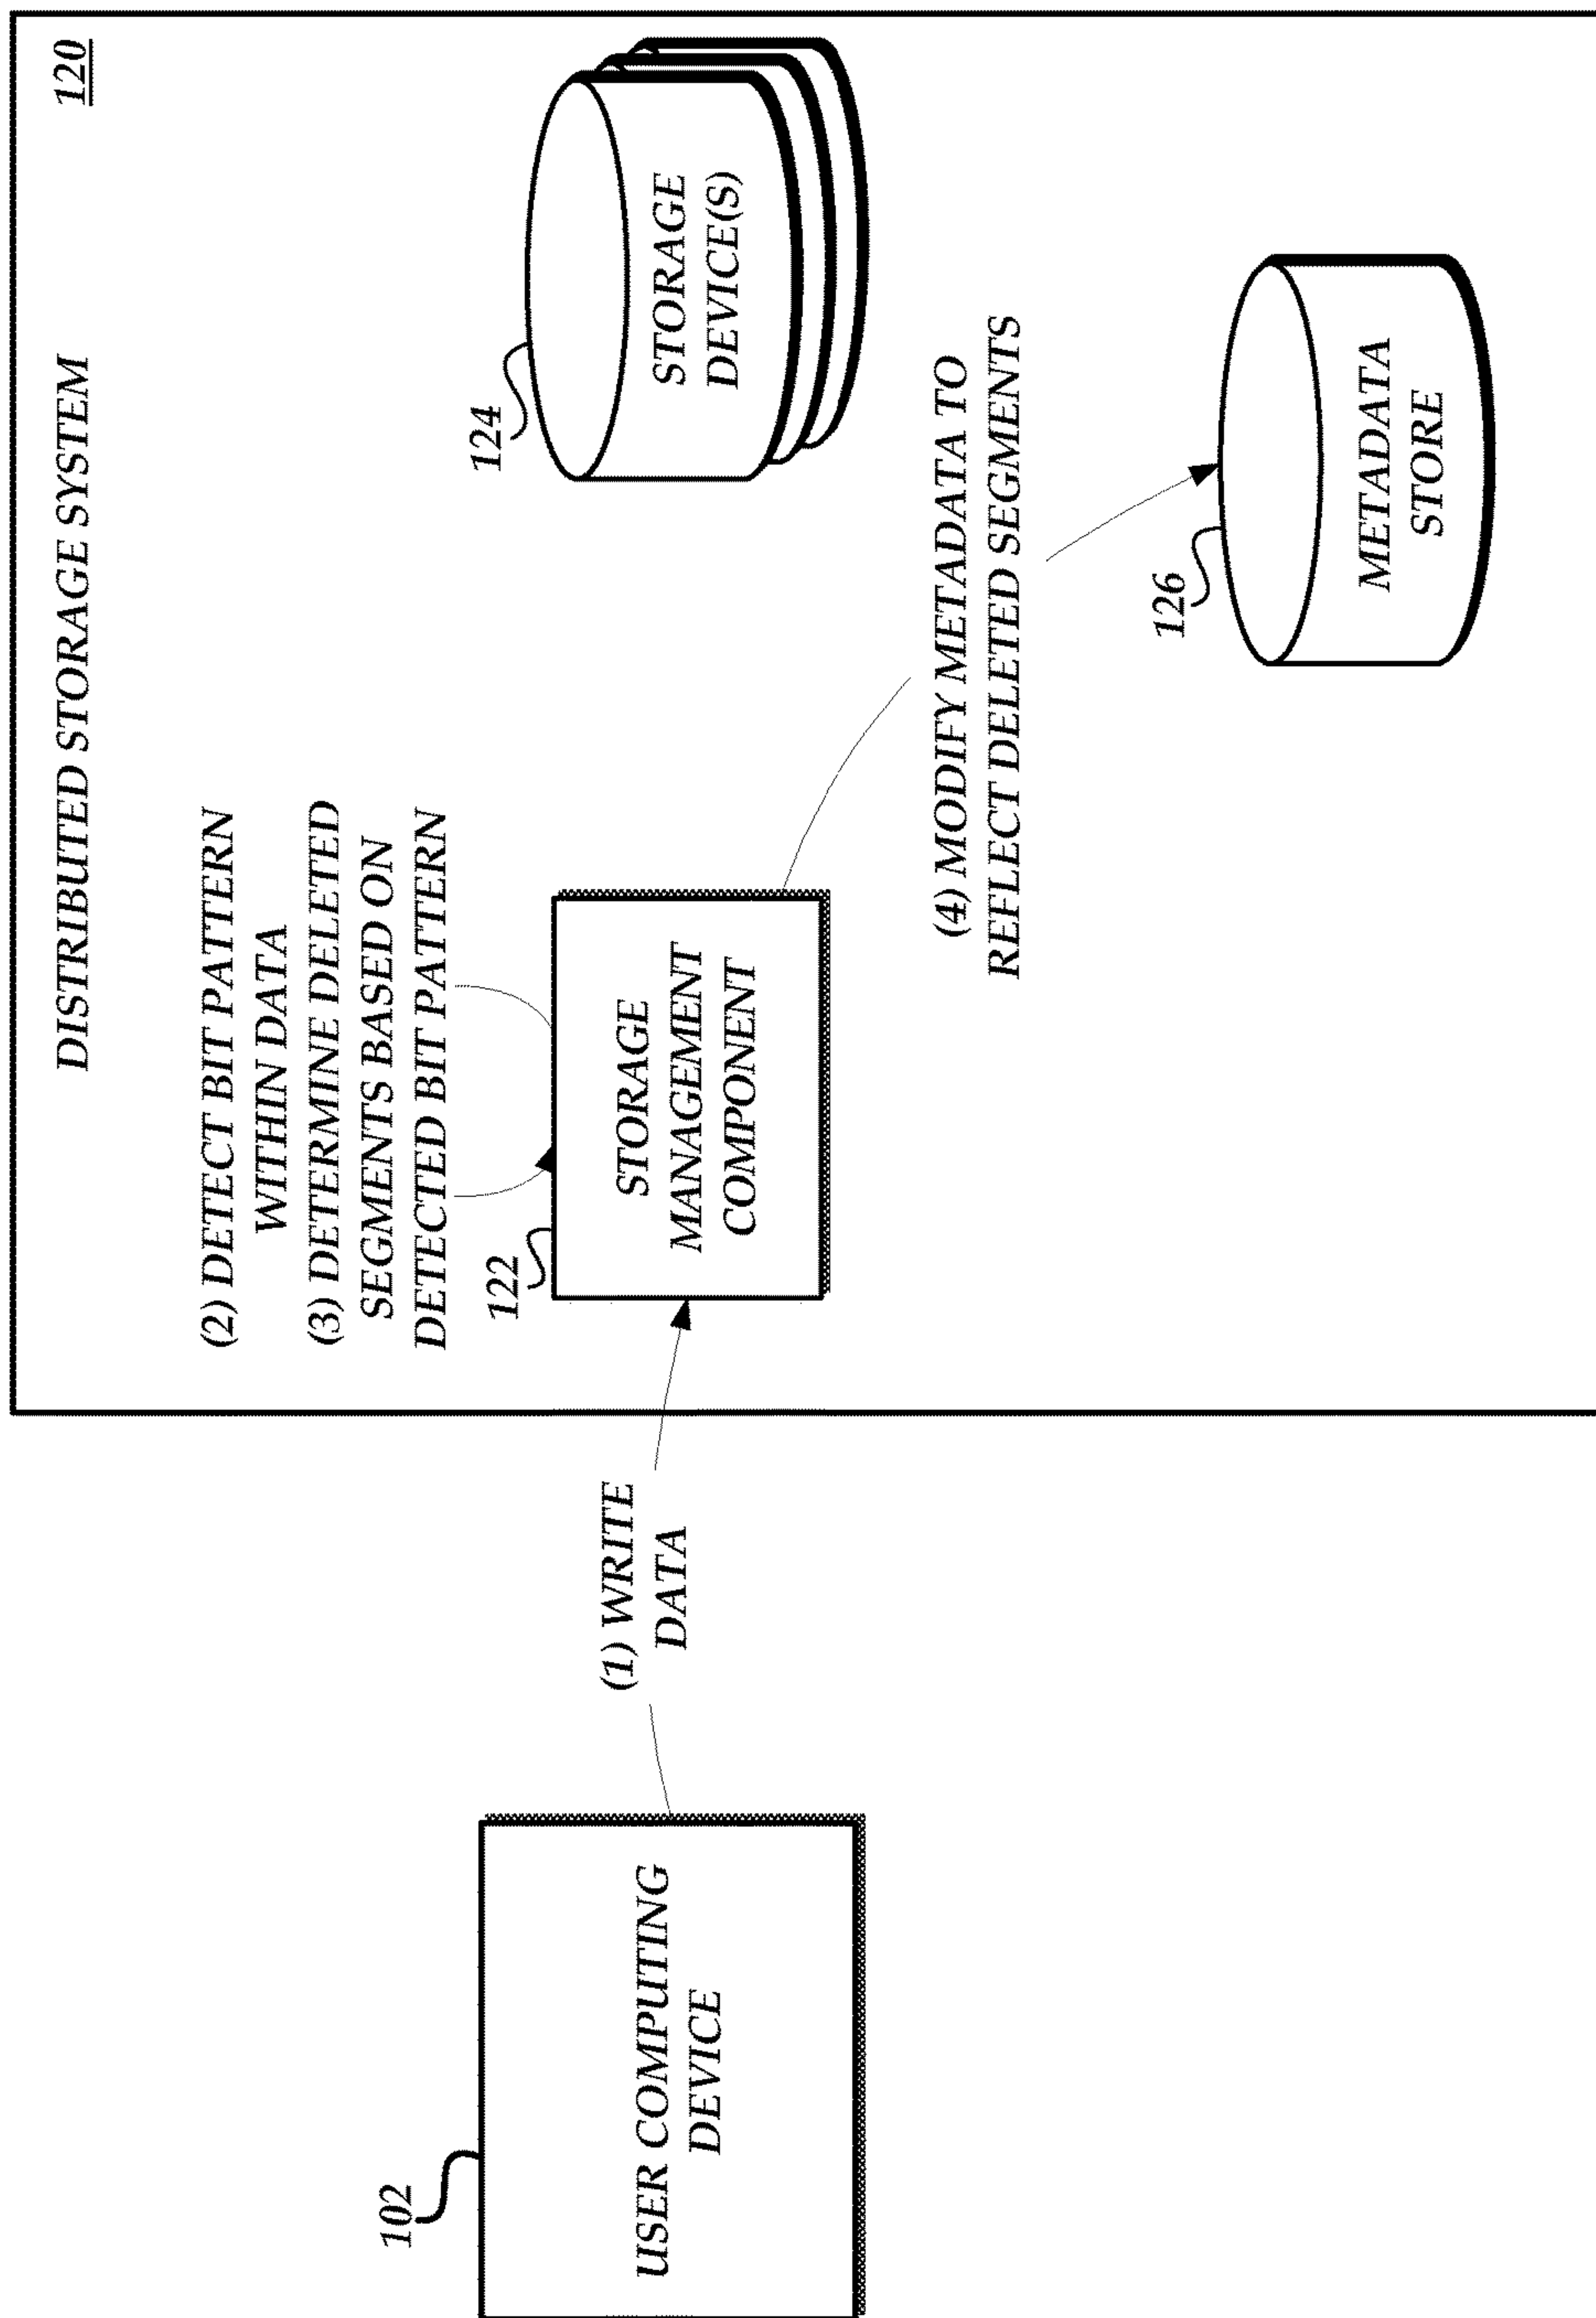 DISTRIBUTED STORAGE SYSTEM
120
(2) DETECT BIT PATTERN
WITHIN DATA
(3) DETERMINE DELETED
SEGMENTS BASED ON
DETECTED BIT PATTERN
102
USER COMPUTING
DEVICE
(1) WRITE
DATA
122
STORAGE
MANAGEMENT
COMPONENT
124
STORAGE
DEVICE(S)
(4) MODIFY METADATA TO
REFLECT DELETED SEGMENTS
126
METADATA
STORE